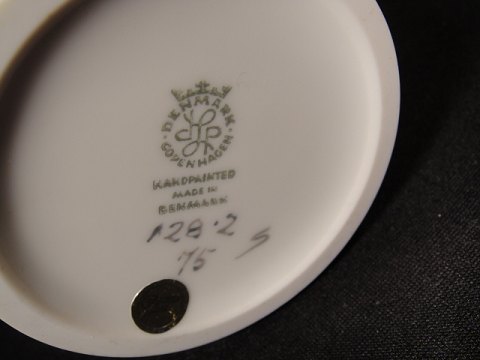 DENMARK
COPENHAGEN
HANDPAINTED
MADE IN
DENMARK
128·2
75 S